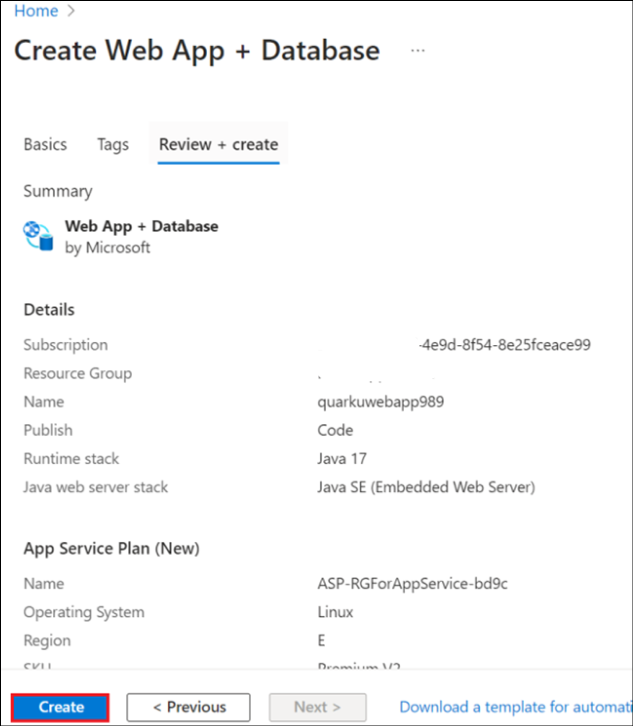 Home >
Create Web App + Database ...
Basics Tags Review + create
Summary
Web App + Database
by Microsoft
Details
Subscription -4e9d-8f54-8e25fceace99
Resource Group
Name quarkuwebapp989
Publish Code
Runtime stack Java 17
Java web server stack Java SE (Embedded Web Server)
App Service Plan (New)
Name ASP-RGForAppService-bd9c
Operating System Linux
Region E
SKU Premium V2
Create < Previous Next > Download a template for automati